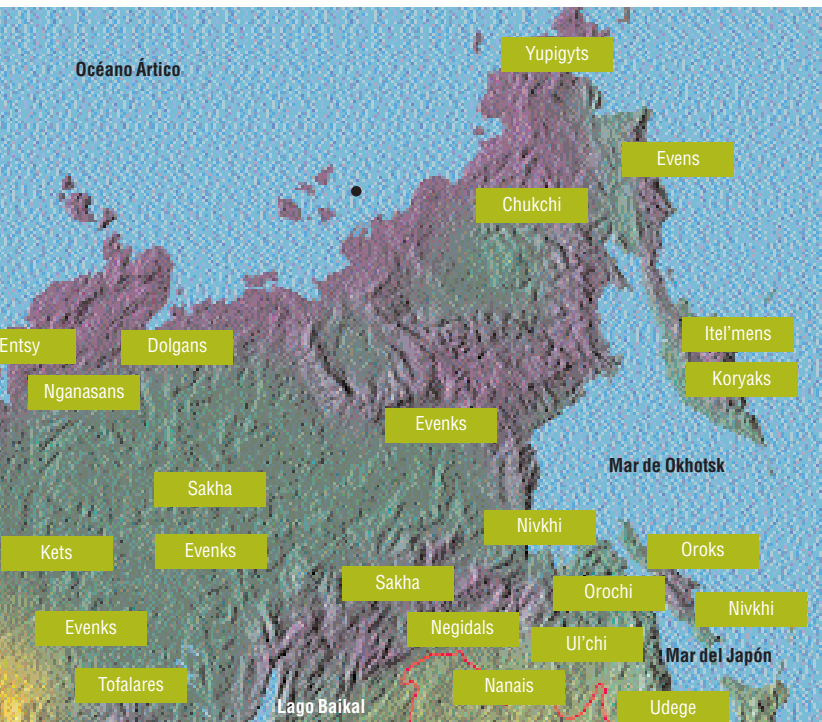 Yupigyts
Océano Ártico
Evens
Chukchi
Entsy
Dolgans
Itel'mens
Nganasans
Koryaks
Evenks
Mar de Okhotsk
Sakha
Nivkhi
Kets
Evenks
Oroks
Sakha
Orochi
Nivkhi
Evenks
Negidals
Ul'chi
Mar del Japón
Tofalares
Nanais
Lago Baíkal
Udege